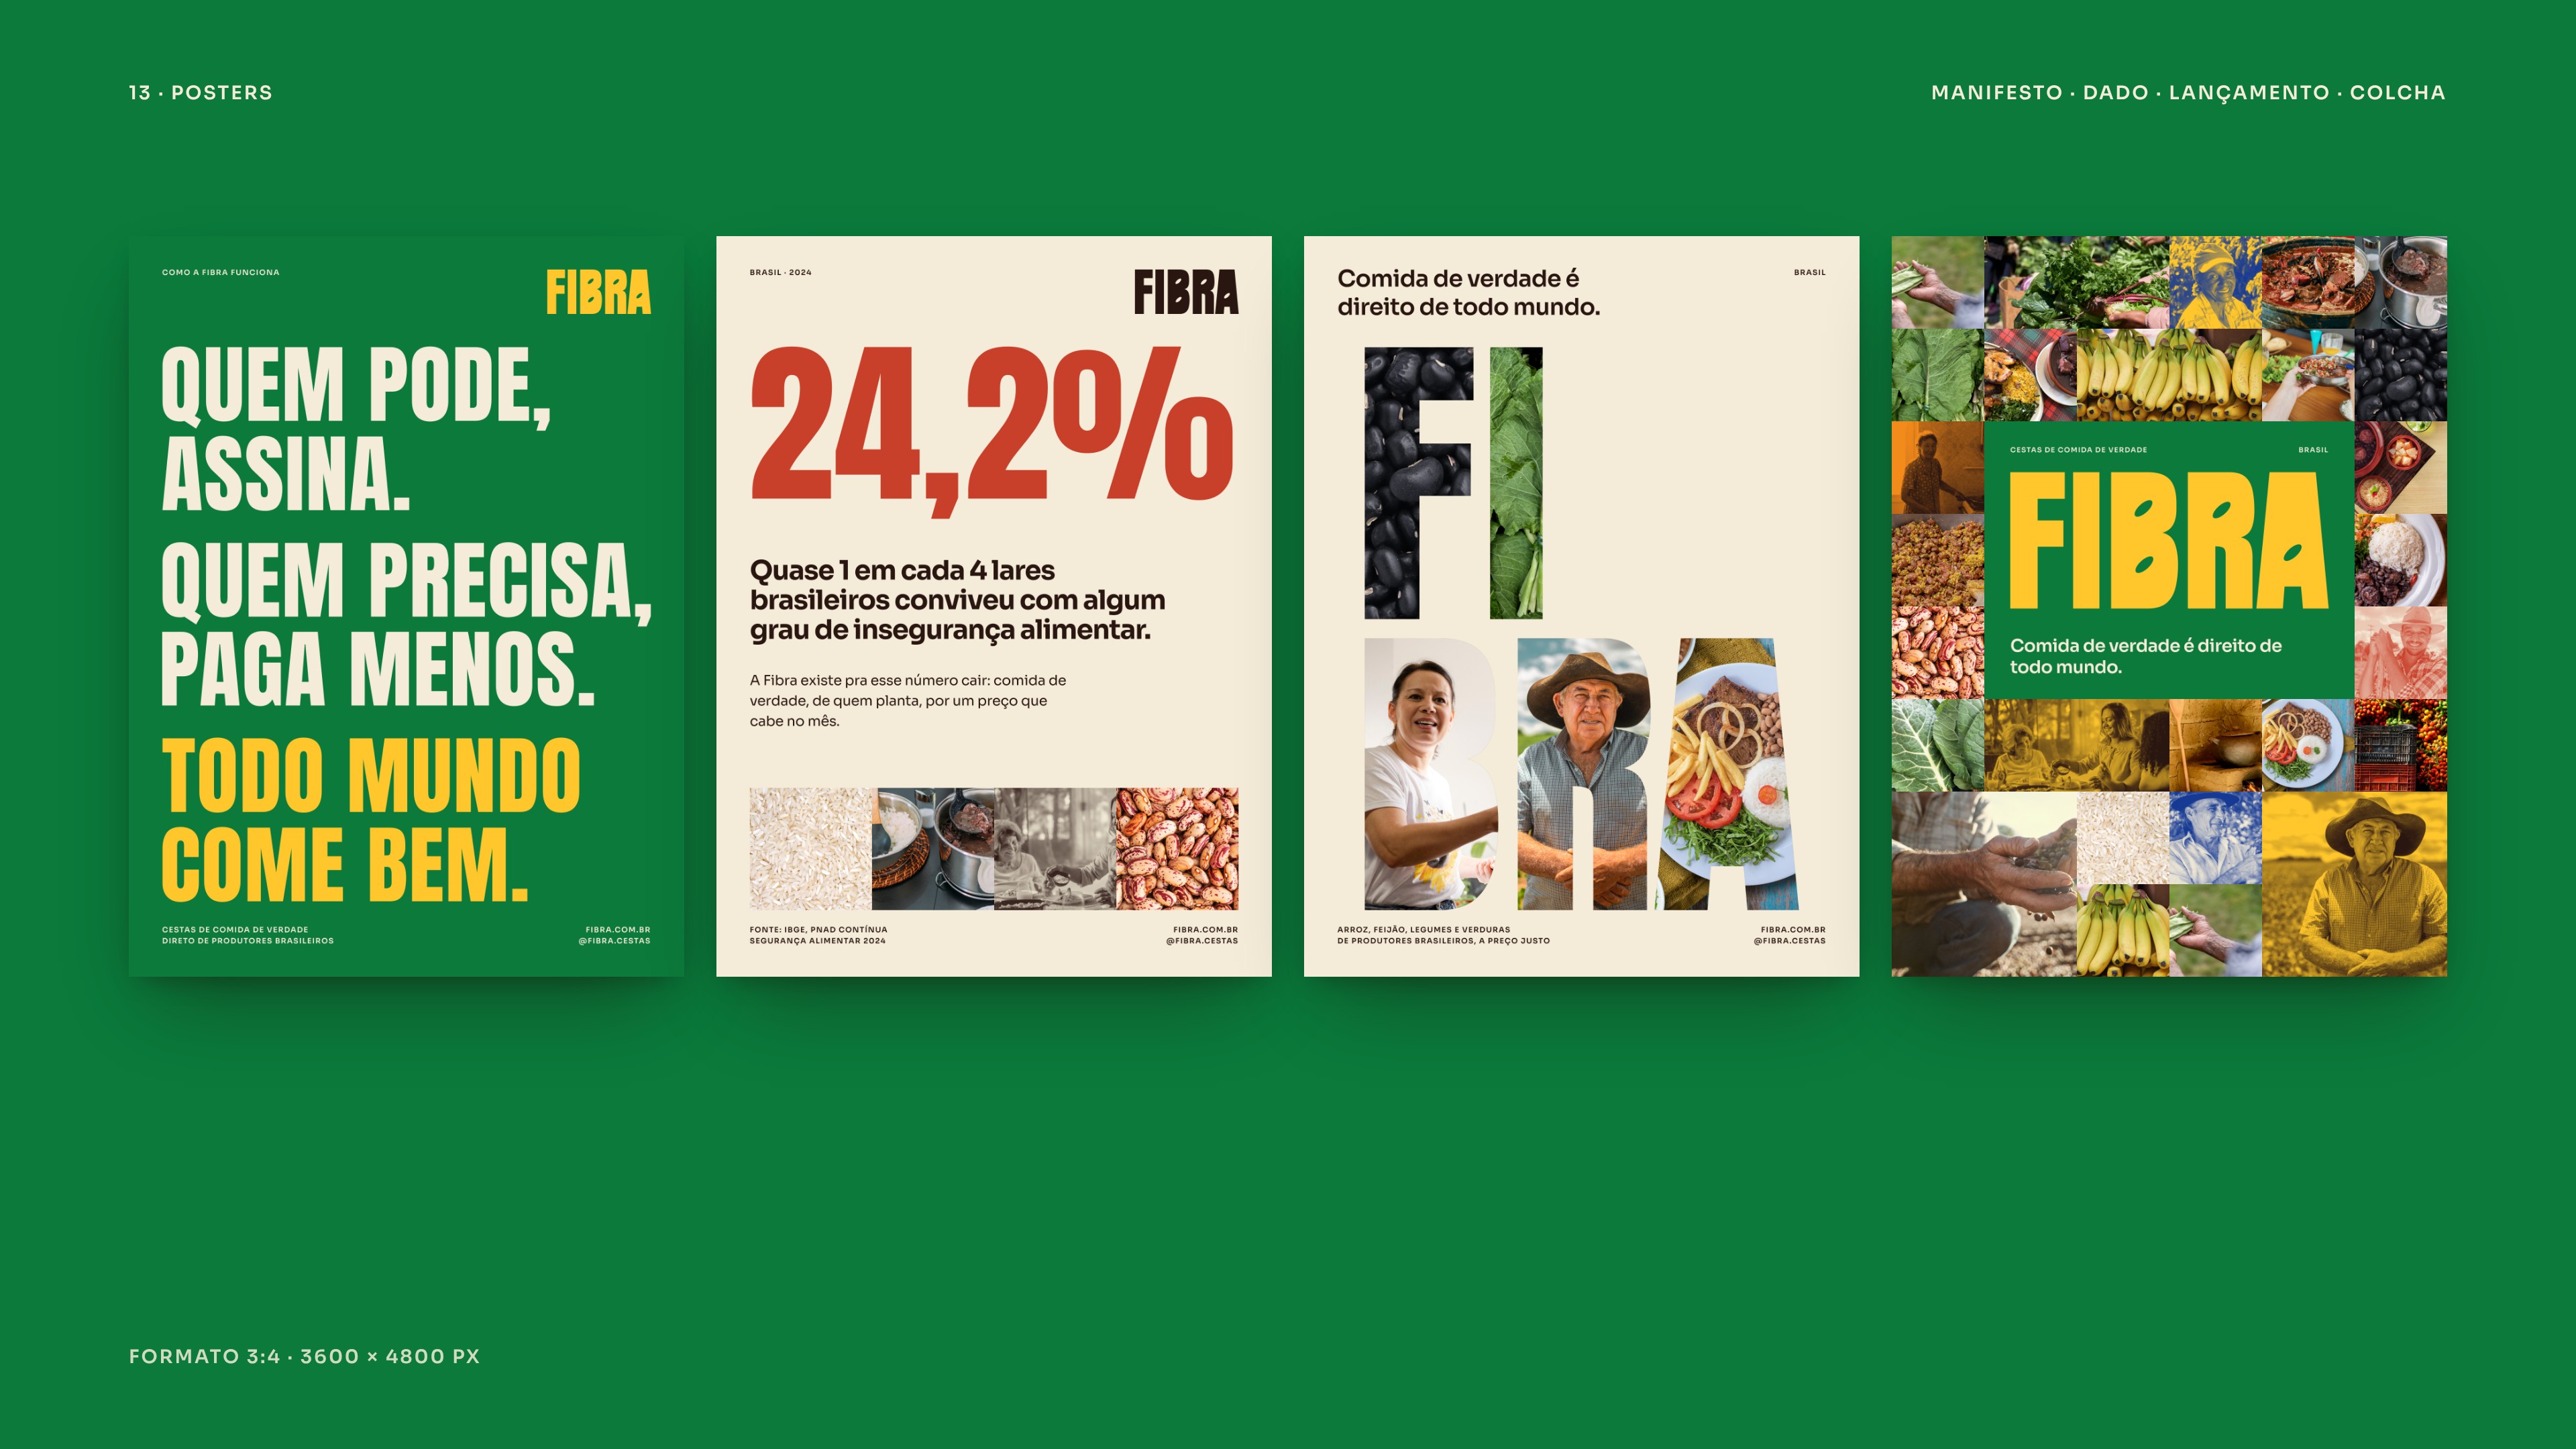 13 · POSTERS
MANIFESTO · DADO · LANÇAMENTO · COLCHA
COMO A FIBRA FUNCIONA
FIBRA
QUEM PODE,
ASSINA.
QUEM PRECISA,
PAGA MENOS.
TODO MUNDO
COME BEM.
CESTAS DE COMIDA DE VERDADE
DIRETO DE PRODUTORES BRASILEIROS
FIBRA.COM.BR
@FIBRA.CESTAS
BRASIL · 2024
FIBRA
24,2%
Quase 1 em cada 4 lares
brasileiros conviveu com algum
grau de insegurança alimentar.
A Fibra existe pra esse número cair: comida de
verdade, de quem planta, por um preço que
cabe no mês.
FONTE: IBGE, PNAD CONTÍNUA
SEGURANÇA ALIMENTAR 2024
FIBRA.COM.BR
@FIBRA.CESTAS
Comida de verdade é
direito de todo mundo.
BRASIL
FI
BRA
ARROZ, FEIJÃO, LEGUMES E VERDURAS
DE PRODUTORES BRASILEIROS, A PREÇO JUSTO
FIBRA.COM.BR
@FIBRA.CESTAS
CESTAS DE COMIDA DE VERDADE
BRASIL
FIBRA
Comida de verdade é direito de
todo mundo.
FORMATO 3:4 · 3600 × 4800 PX